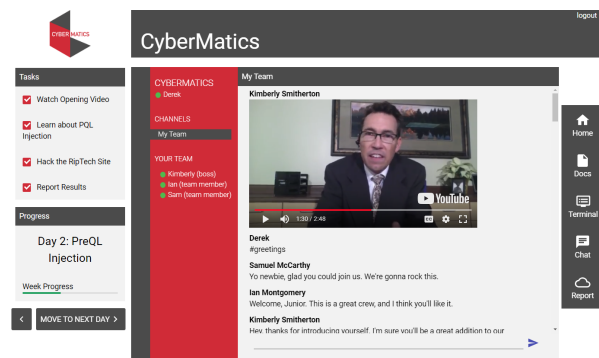 logout
CYBER MATICS
CyberMatics
Tasks
Watch Opening Video
Learn about PQL
Injection
Hack the RipTech Site
Report Results
Progress
Day 2: PreQL
Injection
Week Progress
MOVE TO NEXT DAY
CYBERMATICS
Derek
CHANNELS
My Team
YOUR TEAM
Kimberly (boss)
Ian (team member)
Sam (team member)
My Team
Kimberly Smitherton
YouTube
1:30 / 2:48
CC
Derek
#greetings
Samuel McCarthy
Yo newbie, glad you could join us. We're gonna rock this.
Ian Montgomery
Welcome, Junior. This is a great crew, and I think you'll like it.
Kimberly Smitherton
Hey, thanks for introducing yourself. I'm sure you'll be a great addition to our
Home
Docs
Terminal
Chat
Report